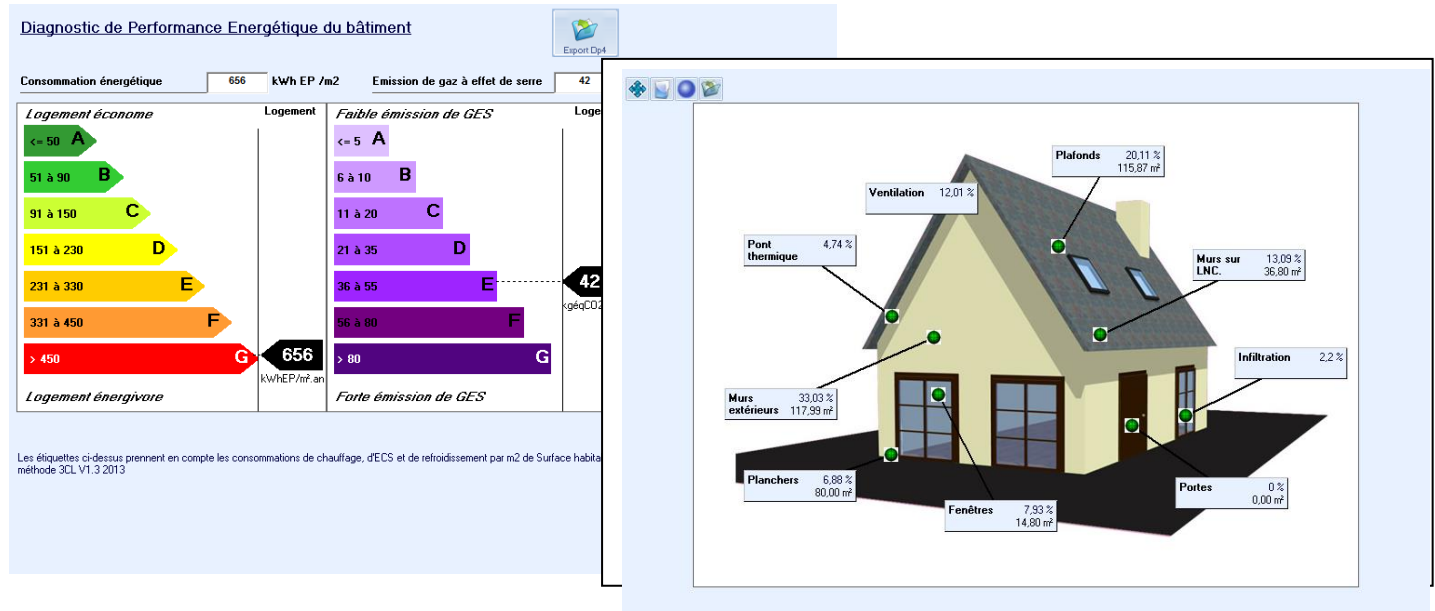 Diagnostic de Performance Energétique du bâtiment
Export Dp4
Consommation énergétique 656 kWh EP /m2 Emission de gaz à effet de serre 42
Logement économe Logement
<= 50 A
51 à 90 B
91 à 150 C
151 à 230 D
231 à 330 E
331 à 450 F
> 450 G
656
kWhEP/m².an
Logement énergivore
Faible émission de GES Loge
<= 5 A
6 à 10 B
11 à 20 C
21 à 35 D
36 à 55 E
56 à 80 F
> 80 G
42
kgéqCO2
Forte émission de GES
Les étiquettes ci-dessus prennent en compte les consommations de chauffage, d'ECS et de refroidissement par m2 de Surface habita
méthode 3CL V1.3 2013
Plafonds 20,11 %
115,87 m²
Ventilation 12,01 %
Pont 4,74 %
thermique
Murs sur 13,09 %
LNC. 36,80 m²
Infiltration 2,2 %
Murs 33,03 %
extérieurs 117,99 m²
Planchers 6,88 %
80,00 m²
Fenêtres 7,93 %
14,80 m²
Portes 0 %
0,00 m²